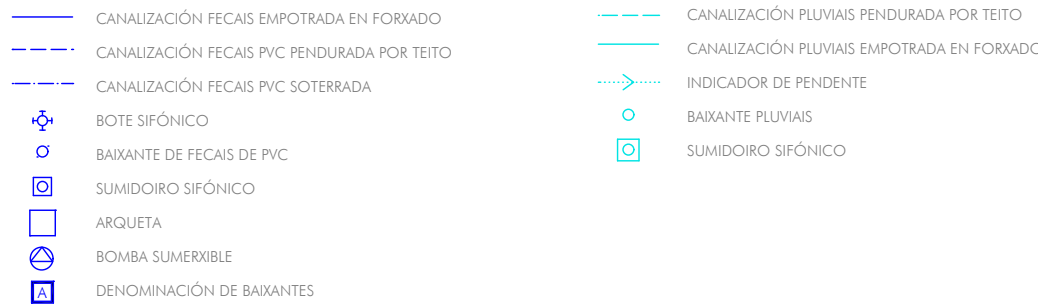 CANALIZACIÓN FECAIS EMPOTRADA EN FORXADO
CANALIZACIÓN FECAIS PVC PENDURADA POR TEITO
CANALIZACIÓN FECAIS PVC SOTERRADA
BOTE SIFÓNICO
BAIXANTE DE FECAIS DE PVC
SUMIDOIRO SIFÓNICO
ARQUETA
BOMBA SUMERXIBLE
A DENOMINACIÓN DE BAIXANTES
CANALIZACIÓN PLUVIAIS PENDURADA POR TEITO
CANALIZACIÓN PLUVIAIS EMPOTRADA EN FORXADO
INDICADOR DE PENDENTE
BAIXANTE PLUVIAIS
SUMIDOIRO SIFÓNICO